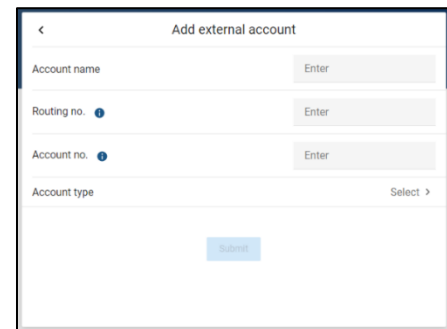 Add external account
Account name Enter
Routing no. Enter
Account no. Enter
Account type Select
Submit